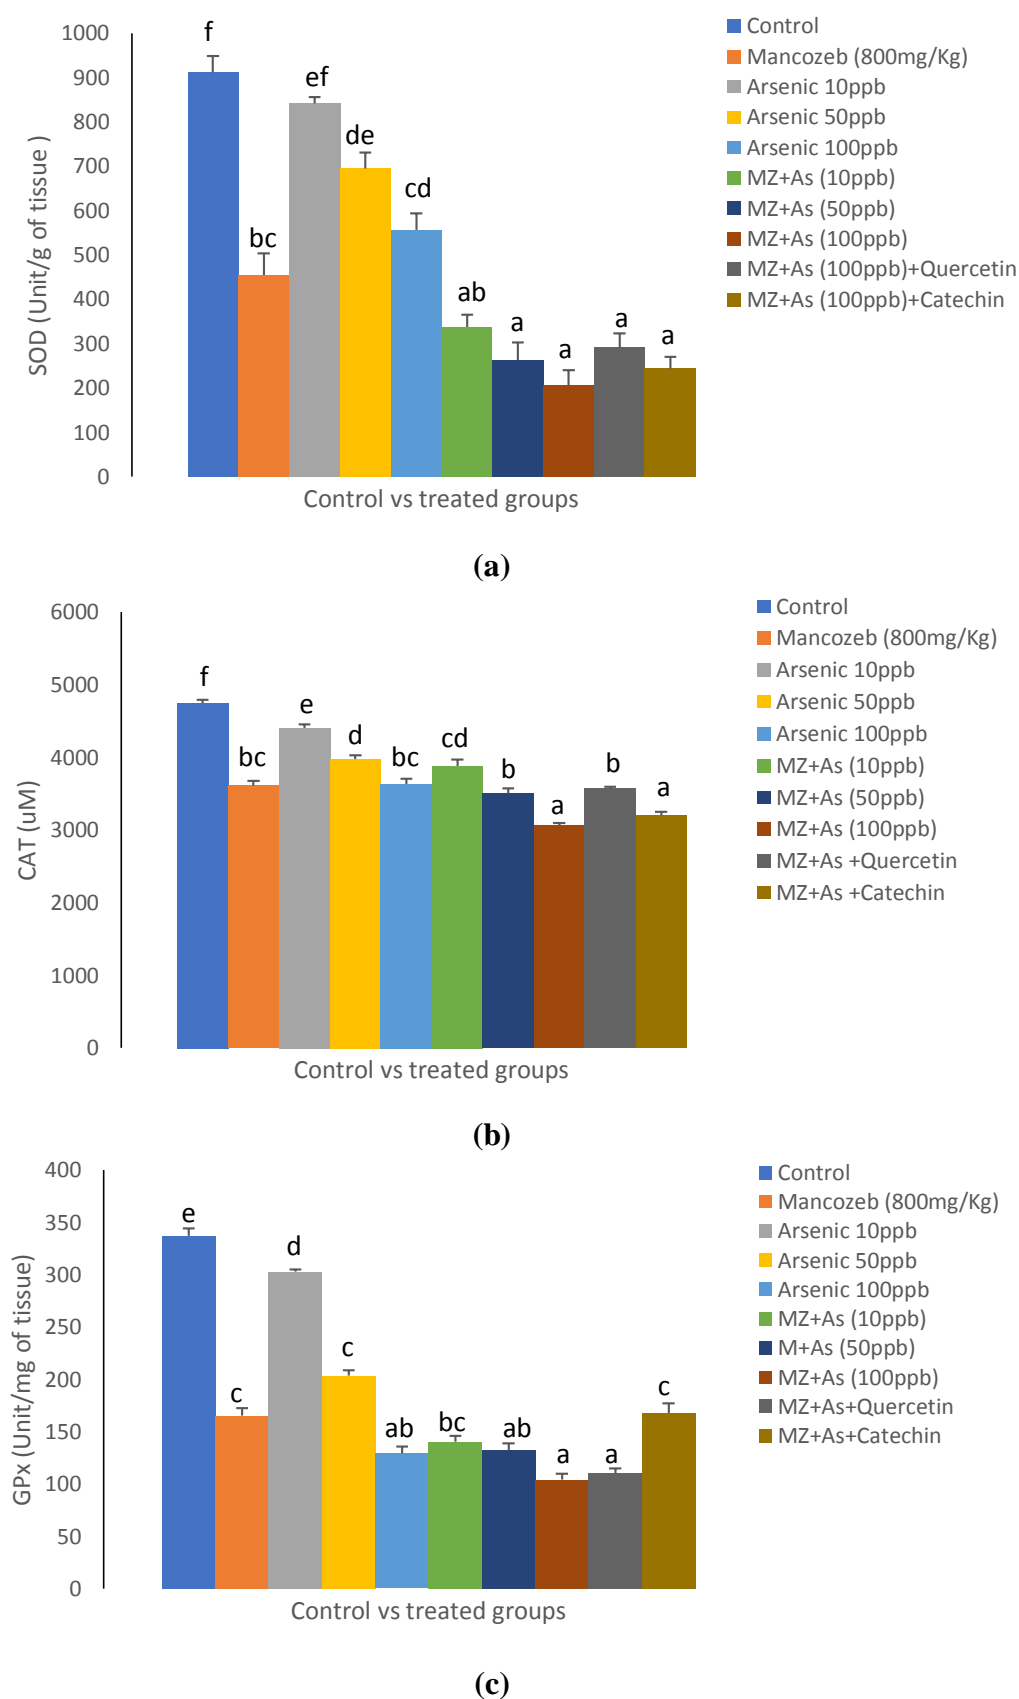 1000
900
800
700
600
500
400
300
200
100
0
SOD (Unit/g of tissue )
f
bc
ef
de
cd
ab
a
a
a
a
Control vs treated groups
Control
Mancozeb (800mg/Kg)
Arsenic 10ppb
Arsenic 50ppb
Arsenic 100ppb
MZ+As (10ppb)
MZ+As (50ppb)
MZ+As (100ppb)
MZ+As (100ppb)+Quercetin
MZ+As (100ppb)+Catechin
(a)
6000
5000
4000
3000
2000
1000
0
CAT (uM)
f
bc
e
d
bc
cd
b
a
b
a
Control vs treated groups
Control
Mancozeb (800mg/Kg)
Arsenic 10ppb
Arsenic 50ppb
Arsenic 100ppb
MZ+As (10ppb)
MZ+As (50ppb)
MZ+As (100ppb)
MZ+As +Quercetin
MZ+As +Catechin
(b)
400
350
300
250
200
150
100
50
0
GPx (Unit/mg of tissue)
e
c
d
c
ab
bc
ab
a
a
c
Control vs treated groups
Control
Mancozeb (800mg/Kg)
Arsenic 10ppb
Arsenic 50ppb
Arsenic 100ppb
MZ+As (10ppb)
M+As (50ppb)
MZ+As (100ppb)
MZ+As+Quercetin
MZ+As+Catechin
(c)